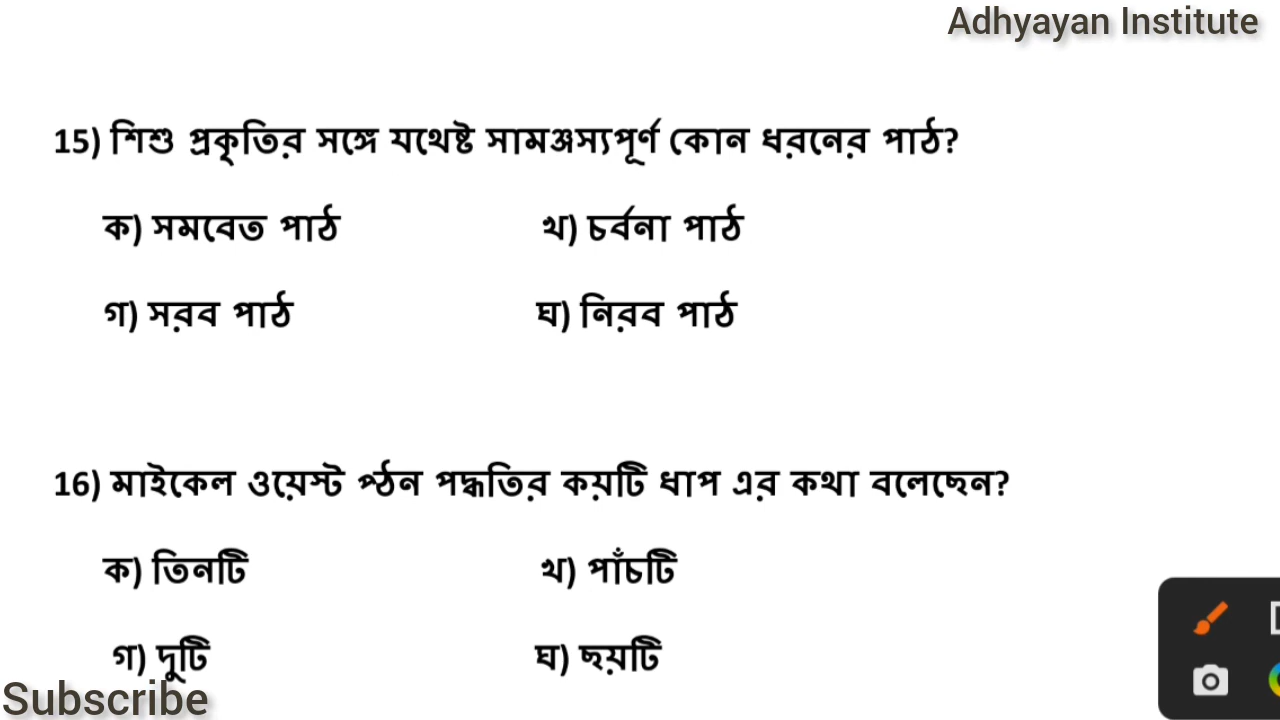 Adhyayan Institute
15) শিশু প্রকৃতির সঙ্গে যথেষ্ট সামঞ্জস্যপূর্ণ কোন ধরনের পাঠ?
ক) সমবেত পাঠ খ) চর্বনা পাঠ
গ) সরব পাঠ ঘ) নিরব পাঠ
16) মাইকেল ওয়েস্ট প্ঠন পদ্ধতির কয়টি ধাপ এর কথা বলেছেন?
ক) তিনটি খ) পাঁচটি
গ) দুটি ঘ) ছয়টি
Subscribe